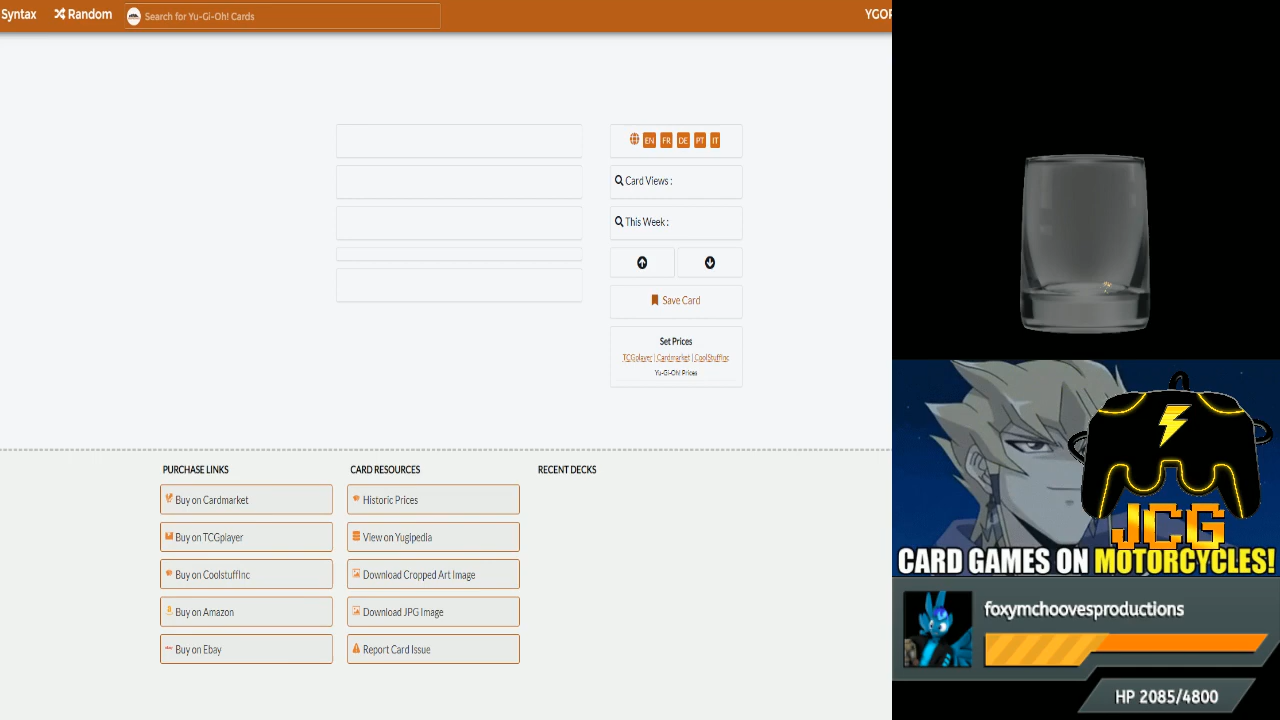 Syntax
Random
Search for Yu-Gi-Oh! Cards
EN FR DE PT IT
Card Views :
This Week :
Save Card
Set Prices
TCGplayer | Cardmarket | CoolStuffInc
Yu-Gi-Oh! Prices
PURCHASE LINKS
Buy on Cardmarket
Buy on TCGplayer
Buy on CoolstuffInc
Buy on Amazon
Buy on Ebay
CARD RESOURCES
Historic Prices
View on Yugipedia
Download Cropped Art Image
Download JPG Image
Report Card Issue
RECENT DECKS
JCG
CARD GAMES ON MOTORCYCLES!
foxymchoovesproductions
HP 2085/4800